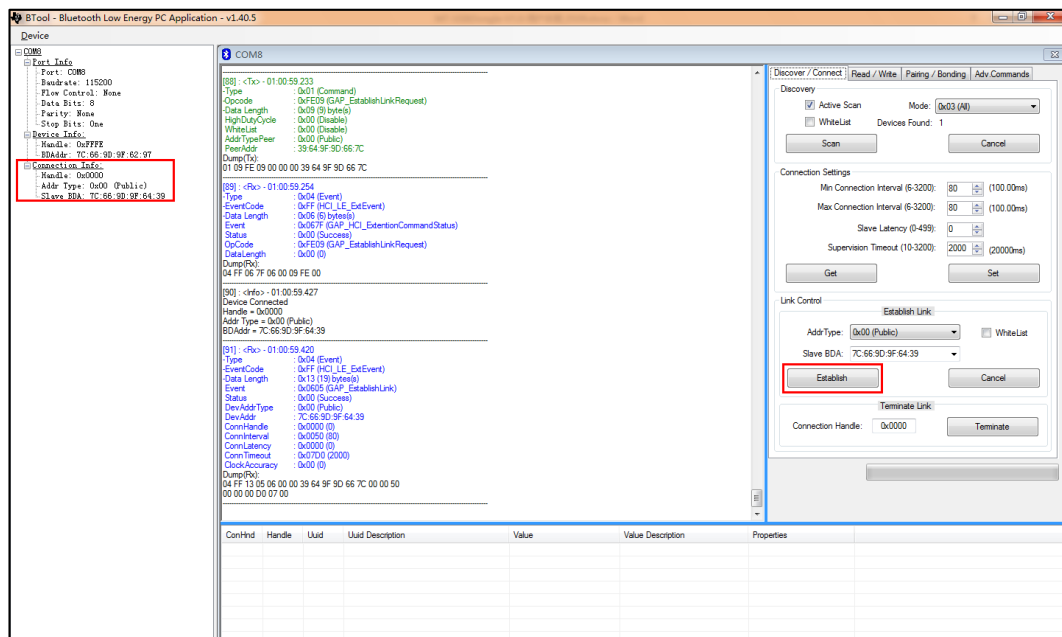 BTool - Bluetooth Low Energy PC Application - v1.40.5
Device
COM8
Port Info
Port: COM8
Baudrate: 115200
Flow Control: None
Data Bits: 8
Parity: None
Stop Bits: One
Device Info:
Handle: 0xFFFE
BDAddr: 7C:66:9D:9F:62:97
Connection Info:
Handle: 0x0000
Addr Type: 0x00 (Public)
Slave BDA: 7C:66:9D:9F:64:39
COM8
[88] : <Tx> - 01:00:59.233
-Type : 0x01 (Command)
-Opcode : 0xFE09 (GAP_EstablishLinkRequest)
-Data Length : 0x09 (9) byte(s)
HighDutyCycle : 0x00 (Disable)
WhiteList : 0x00 (Disable)
AddrTypePeer : 0x00 (Public)
PeerAddr : 39:64:9F:9D:66:7C
Dump(Tx):
01 09 FE 09 00 00 00 39 64 9F 9D 66 7C
[89] : <Rx> - 01:00:59.254
-Type : 0x04 (Event)
-EventCode : 0xFF (HCI_LE_ExtEvent)
-Data Length : 0x06 (6) bytes(s)
Event : 0x067F (GAP_HCI_ExtentionCommandStatus)
Status : 0x00 (Success)
OpCode : 0xFE09 (GAP_EstablishLinkRequest)
DataLength : 0x00 (0)
Dump(Rx):
04 FF 06 7F 06 00 09 FE 00
[90] : <Info> - 01:00:59.427
Device Connected
Handle = 0x0000
Addr Type = 0x00 (Public)
BDAddr = 7C:66:9D:9F:64:39
[91] : <Rx> - 01:00:59.420
-Type : 0x04 (Event)
-EventCode : 0xFF (HCI_LE_ExtEvent)
-Data Length : 0x13 (19) bytes(s)
Event : 0x0605 (GAP_EstablishLink)
Status : 0x00 (Success)
DevAddrType : 0x00 (Public)
DevAddr : 7C:66:9D:9F:64:39
ConnHandle : 0x0000 (0)
ConnInterval : 0x0050 (80)
ConnLatency : 0x0000 (0)
ConnTimeout : 0x07D0 (2000)
ClockAccuracy : 0x00 (0)
Dump(Rx):
04 FF 13 05 06 00 00 39 64 9F 9D 66 7C 00 00 50
00 00 00 D0 07 00
Discover / Connect Read / Write Pairing / Bonding Adv.Commands
Discovery
Active Scan Mode: 0x03 (All)
WhiteList Devices Found: 1
Scan Cancel
Connection Settings
Min Connection Interval (6-3200): 80 (100.00ms)
Max Connection Interval (6-3200): 80 (100.00ms)
Slave Latency (0-499): 0
Supervision Timeout (10-3200): 2000 (20000ms)
Get Set
Link Control
Establish Link
AddrType: 0x00 (Public) WhiteList
Slave BDA: 7C:66:9D:9F:64:39
Establish Cancel
Terminate Link
Connection Handle: 0x0000 Terminate
ConHnd Handle Uuid Uuid Description Value Value Description Properties